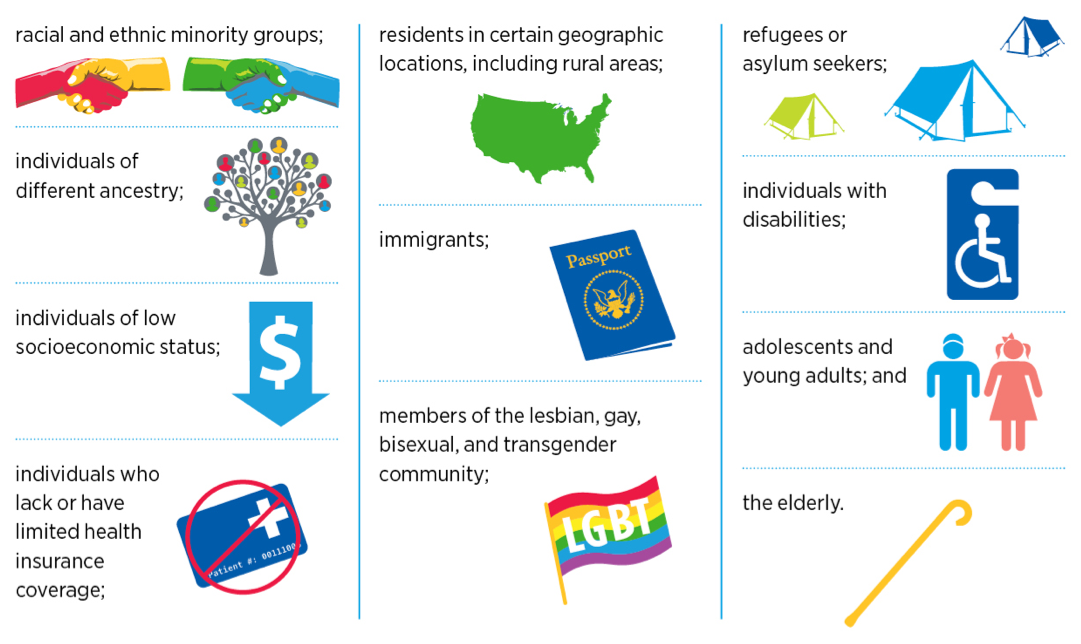 racial and ethnic minority groups;
individuals of
different ancestry;
individuals of low
socioeconomic status;
$
individuals who
lack or have
limited health
insurance
coverage;
Patient #: 0011100
residents in certain geographic
locations, including rural areas;
immigrants;
Passport
members of the lesbian, gay,
bisexual, and transgender
community;
LGBT
refugees or
asylum seekers;
individuals with
disabilities;
adolescents and
young adults; and
the elderly.